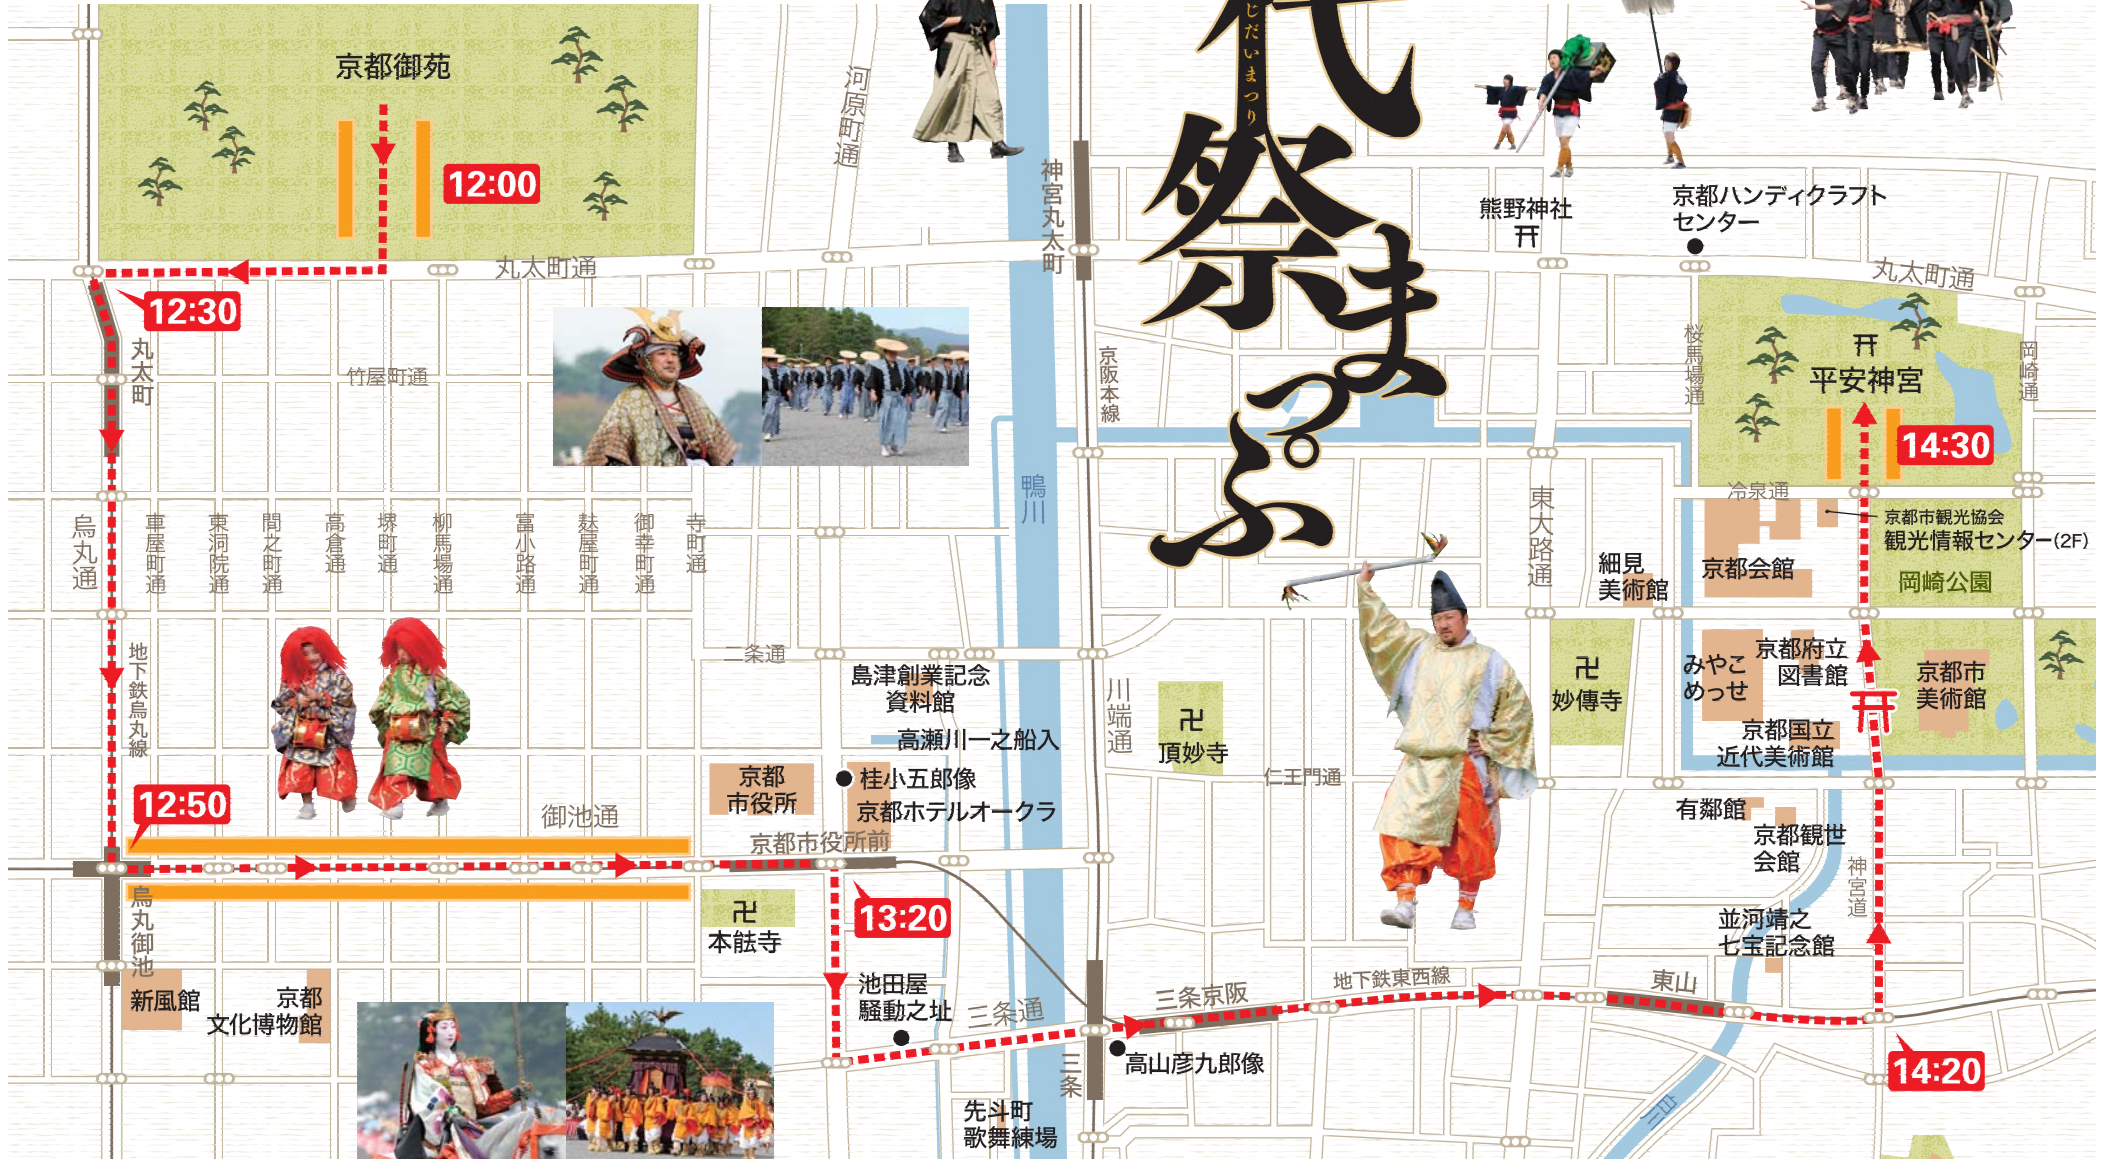 代
祭
まっぷ
じだいまつり
京都御苑
12:00
河原町通
神宮丸太町
熊野神社
京都ハンディクラフト
センター
丸太町通
丸太町通
12:30
丸太町
竹屋町通
京阪本線
桜馬場通
平安神宮
岡崎通
14:30
鴨川
冷泉通
京都市観光協会
観光情報センター(2F)
烏丸通
車屋町通
東洞院通
間之町通
高倉通
堺町通
柳馬場通
富小路通
麸屋町通
御幸町通
寺町通
東大路通
細見
美術館
京都会館
岡崎公園
地下鉄烏丸線
二条通
島津創業記念
資料館
高瀬川一之船入
川端通
頂妙寺
妙傳寺
みやこ
めっせ
京都府立
図書館
京都市
美術館
京都国立
近代美術館
仁王門通
12:50
御池通
京都
市役所
桂小五郎像
京都ホテルオークラ
京都市役所前
有鄰館
京都観世
会館
神宮道
烏丸御池
本能寺
13:20
並河靖之
七宝記念館
新風館
京都
文化博物館
池田屋
騒動之址
三条通
三条京阪
地下鉄東西線
東山
三条
高山彦九郎像
14:20
先斗町
歌舞練場
白川